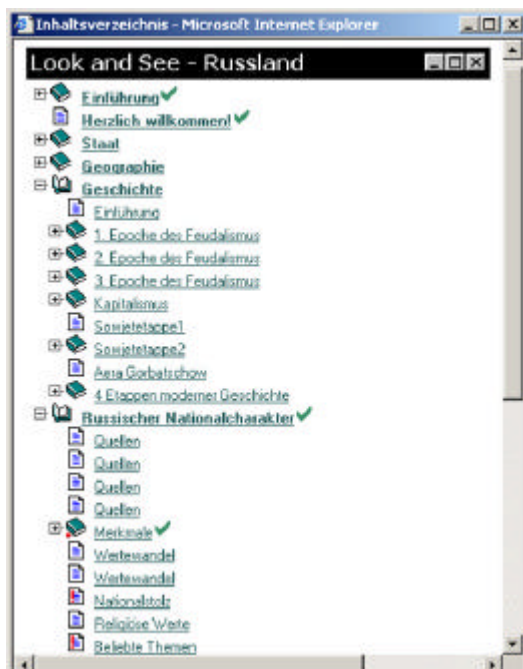 Inhaltsverzeichnis - Microsoft Internet Explorer
Look and See - Russland
Einführung
Herzlich willkommen!
Staat
Geographie
Geschichte
Einführung
1. Epoche des Feudalismus
2. Epoche des Feudalismus
3. Epoche des Feudalismus
Kapitalismus
Sowjetetappe1
Sowjetetappe2
Aera Gorbatschow
4 Etappen moderner Geschichte
Russischer Nationalcharakter
Quellen
Quellen
Quellen
Quellen
Merkmale
Wertewandel
Wertewandel
Nationalstolz
Religiöse Werte
Beliebte Themen